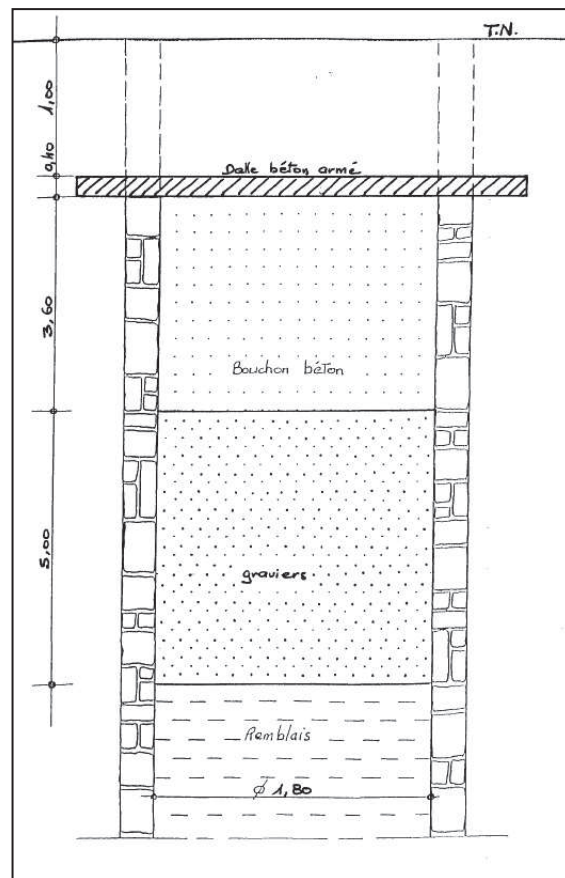 T.N.
1,00
0,40
Dalle béton armé
3,60
Bouchon béton
5,00
graviers
Remblais
ϕ 1,80